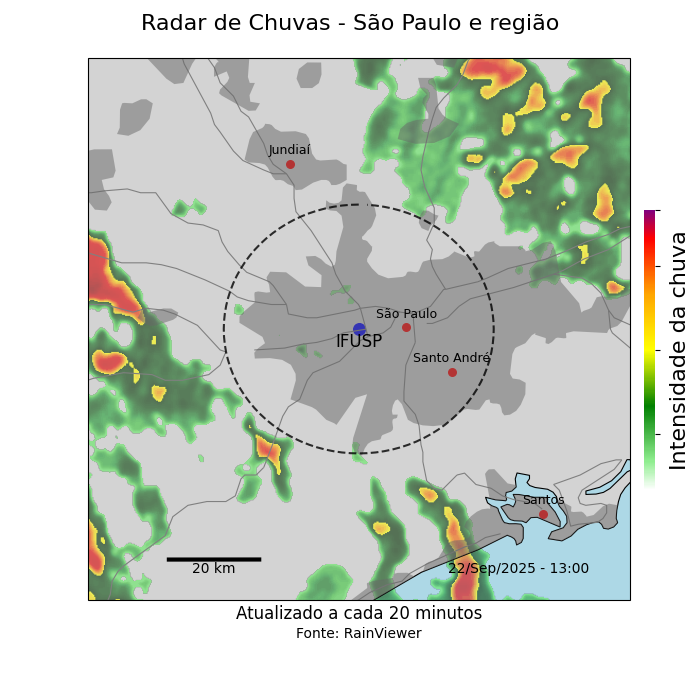 Radar de Chuvas - São Paulo e região
Jundiaí
São Paulo
IFUSP
Santo André
Santos
20 km
22/Sep/2025 - 13:00
Intensidade da chuva
Atualizado a cada 20 minutos
Fonte: RainViewer